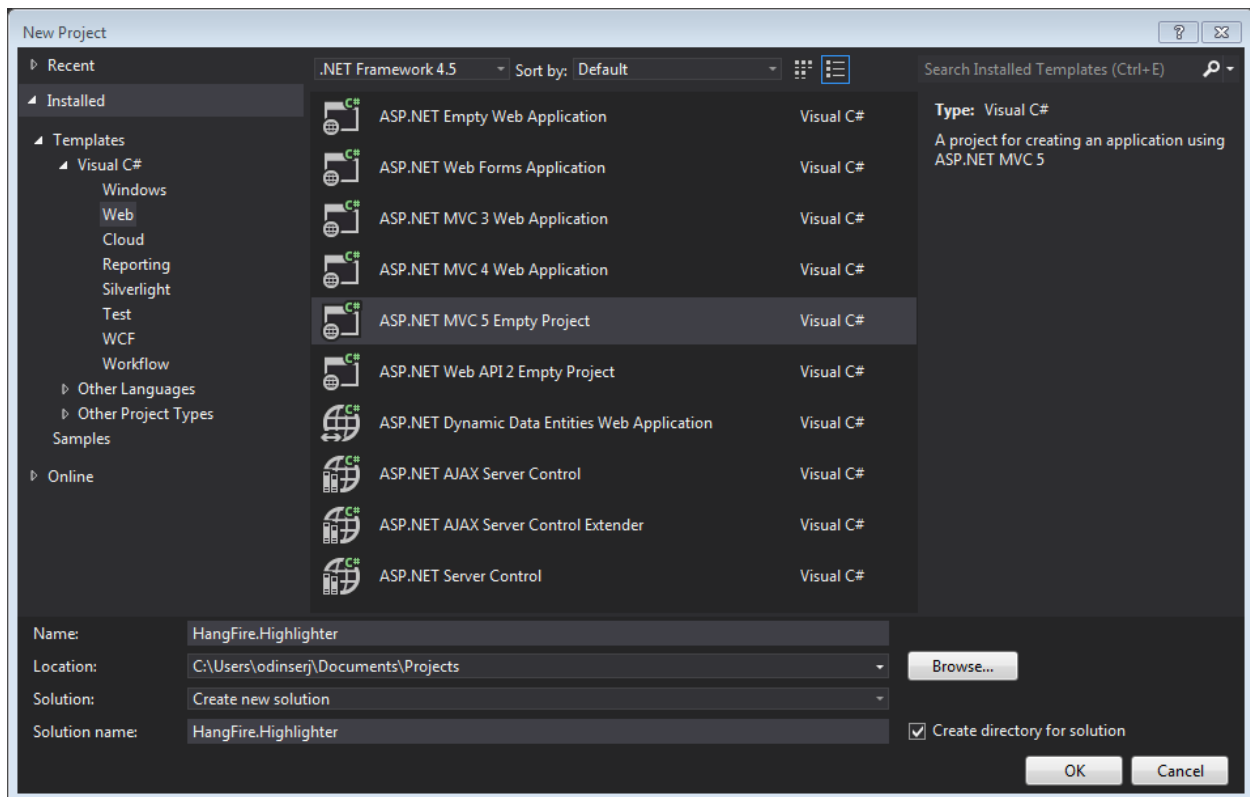 New Project
Recent
.NET Framework 4.5 Sort by: Default
Search Installed Templates (Ctrl+E)
Installed
Templates
Visual C#
Windows
Web
Cloud
Reporting
Silverlight
Test
WCF
Workflow
Other Languages
Other Project Types
Samples
Online
ASP.NET Empty Web Application Visual C#
ASP.NET Web Forms Application Visual C#
ASP.NET MVC 3 Web Application Visual C#
ASP.NET MVC 4 Web Application Visual C#
ASP.NET MVC 5 Empty Project Visual C#
ASP.NET Web API 2 Empty Project Visual C#
ASP.NET Dynamic Data Entities Web Application Visual C#
ASP.NET AJAX Server Control Visual C#
ASP.NET AJAX Server Control Extender Visual C#
ASP.NET Server Control Visual C#
Type: Visual C#
A project for creating an application using
ASP.NET MVC 5
Name: HangFire.Highlighter
Location: C:\Users\odinserj\Documents\Projects Browse...
Solution: Create new solution
Solution name: HangFire.Highlighter Create directory for solution
OK Cancel